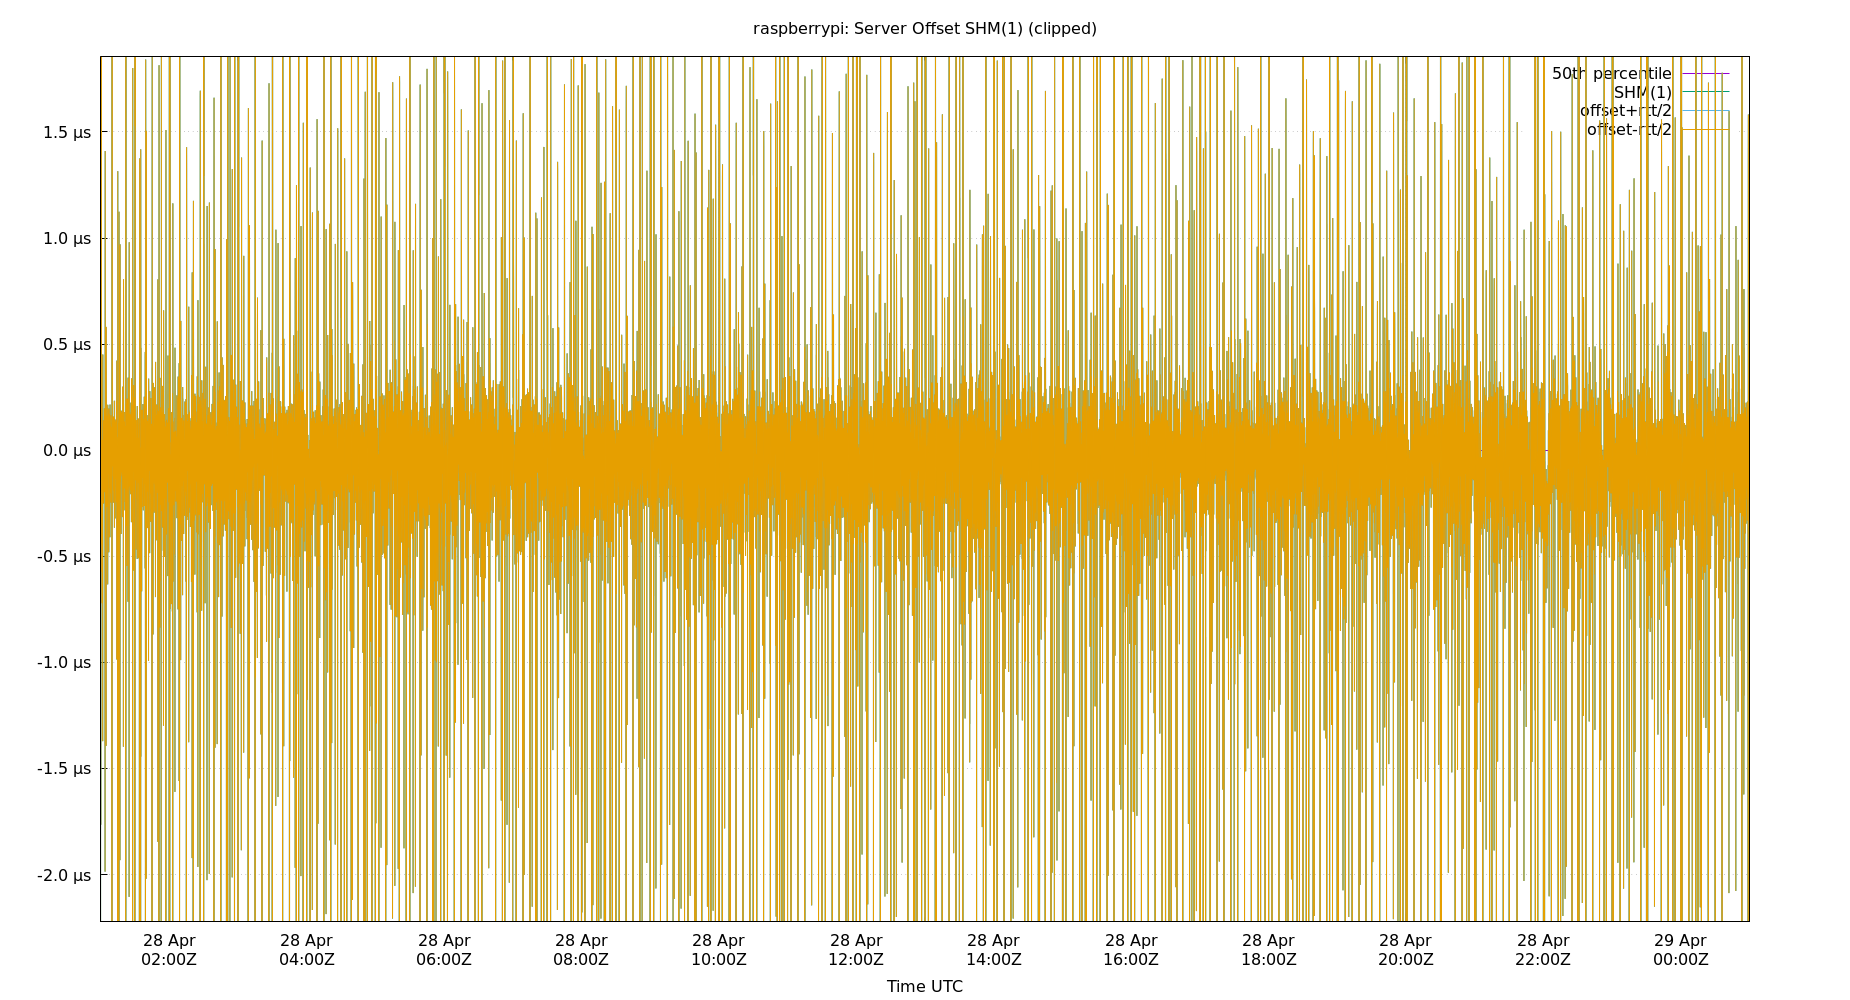 raspberrypi: Server Offset SHM(1) (clipped)
50th percentile
SHM(1)
offset+rtt/2
offset-rtt/2
1.5 µs
1.0 µs
0.5 µs
0.0 µs
-0.5 µs
-1.0 µs
-1.5 µs
-2.0 µs
28 Apr 28 Apr 28 Apr 28 Apr 28 Apr 28 Apr 28 Apr 28 Apr 28 Apr 28 Apr 28 Apr 29 Apr
02:00Z 04:00Z 06:00Z 08:00Z 10:00Z 12:00Z 14:00Z 16:00Z 18:00Z 20:00Z 22:00Z 00:00Z
Time UTC